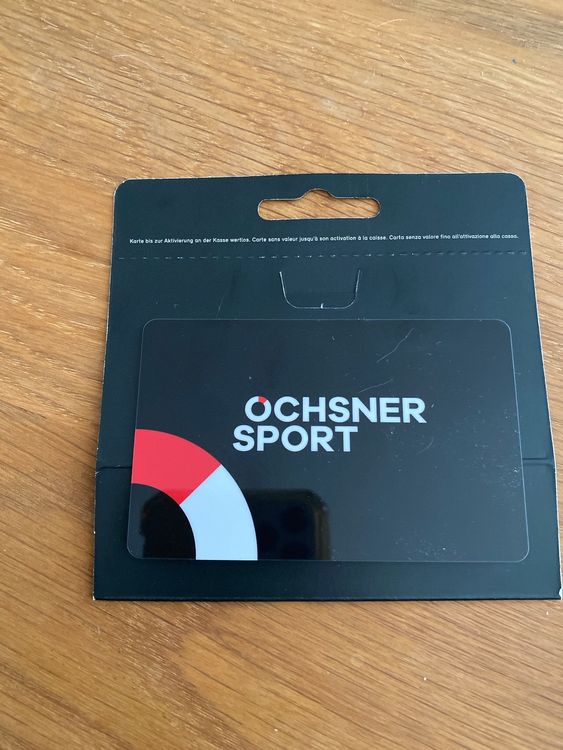 Karte bis zur Aktivierung an der Kasse wertlos. Carte sans valeur jusqu'à son activation à la caisse. Carta senza valore fino all'attivazione alla cassa.
OCHSNER
SPORT